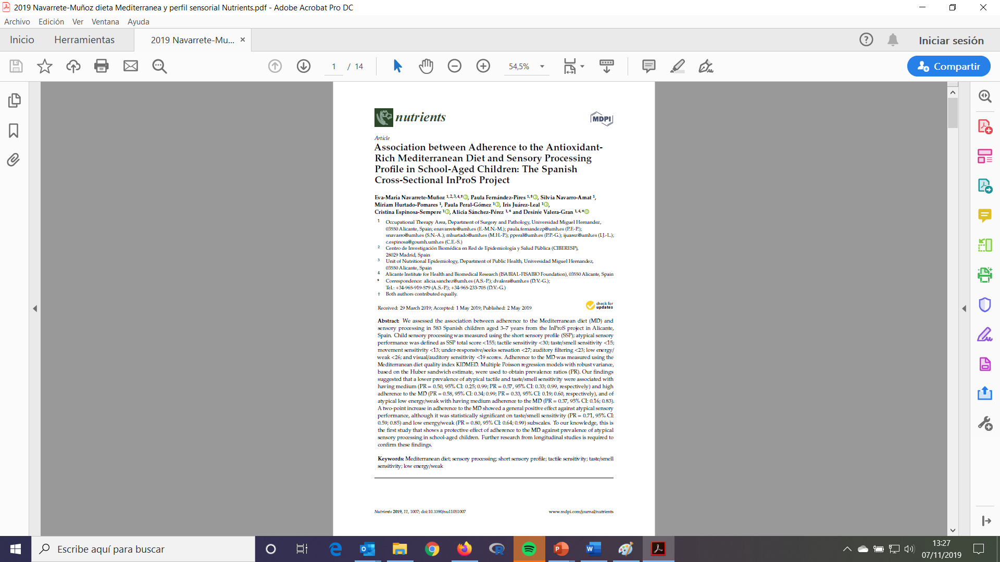 2019 Navarrete-Muñoz dieta Mediterranea y perfil sensorial Nutrients.pdf - Adobe Acrobat Pro DC
Archivo Edición Ver Ventana Ayuda
Inicio Herramientas 2019 Navarrete-Mu... × Iniciar sesión
1 / 14 54,5% Compartir
nutrients MDPI
Article
Association between Adherence to the Antioxidant-
Rich Mediterranean Diet and Sensory Processing
Profile in School-Aged Children: The Spanish
Cross-Sectional InProS Project
Eva-María Navarrete-Muñoz 1,2,3,4,†, Paula Fernández-Pires 1,†, Silvia Navarro-Amat 1,
Miriam Hurtado-Pomares 1, Paula Peral-Gómez 1, Iris Juárez-Leal 1,
Cristina Espinosa-Sempere 1, Alicia Sánchez-Pérez 1,* and Desirée Valera-Gran 1,4,*
1 Occupational Therapy Area, Department of Surgery and Pathology, Universidad Miguel Hernandez,
03550 Alicante, Spain; enavarrete@umh.es (E.-M.N.-M.); paula.fernandezp@umh.es (P.F.-P.);
snavarro@umh.es (S.N.-A.); mhurtado@umh.es (M.H.-P.); pperal@umh.es (P.P.-G.); ijuarez@umh.es (I.J.-L.);
c.espinosa@goumh.umh.es (C.E.-S.)
2 Centro de Investigación Biomédica en Red de Epidemiología y Salud Pública (CIBERESP),
28029 Madrid, Spain
3 Unit of Nutritional Epidemiology, Department of Public Health, Universidad Miguel Hernandez,
03550 Alicante, Spain
4 Alicante Institute for Health and Biomedical Research (ISABIAL-FISABIO Foundation), 03550 Alicante, Spain
* Correspondence: alicia.sanchez@umh.es (A.S.-P.); dvalera@umh.es (D.V.-G.);
Tel.: +34-965-919-579 (A.S.-P.); +34-965-233-705 (D.V.-G.)
† Both authors contributed equally.
Received: 29 March 2019; Accepted: 1 May 2019; Published: 2 May 2019
check for
updates
Abstract: We assessed the association between adherence to the Mediterranean diet (MD) and
sensory processing in 583 Spanish children aged 3–7 years from the InProS project in Alicante,
Spain. Child sensory processing was measured using the short sensory profile (SSP); atypical sensory
performance was defined as SSP total score <155; tactile sensitivity <30; taste/smell sensitivity <15;
movement sensitivity <13; under-responsive/seeks sensation <27; auditory filtering <23; low energy/
weak <26; and visual/auditory sensitivity <19 scores. Adherence to the MD was measured using the
Mediterranean diet quality index KIDMED. Multiple Poisson regression models with robust variance,
based on the Huber sandwich estimate, were used to obtain prevalence ratios (PR). Our findings
suggested that a lower prevalence of atypical tactile and taste/smell sensitivity were associated with
having medium (PR = 0.50, 95% CI: 0.25; 0.99; PR = 0.57, 95% CI: 0.33; 0.99, respectively) and high
adherence to the MD (PR = 0.58, 95% CI: 0.34; 0.99; PR = 0.33, 95% CI: 0.19; 0.60, respectively), and of
atypical low energy/weak with having medium adherence to the MD (PR = 0.37, 95% CI: 0.16; 0.83).
A two-point increase in adherence to the MD showed a general positive effect against atypical sensory
performance, although it was statistically significant on taste/smell sensitivity (PR = 0.71, 95% CI:
0.59; 0.85) and low energy/weak (PR = 0.80, 95% CI: 0.64; 0.99) subscales. To our knowledge, this is
the first study that shows a protective effect of adherence to the MD against prevalence of atypical
sensory processing in school-aged children. Further research from longitudinal studies is required to
confirm these findings.
Keywords: Mediterranean diet; sensory processing; short sensory profile; tactile sensitivity; taste/smell
sensitivity; low energy/weak
Nutrients 2019, 11, 1007; doi:10.3390/nu11051007 www.mdpi.com/journal/nutrients
Escribe aquí para buscar
13:27
07/11/2019